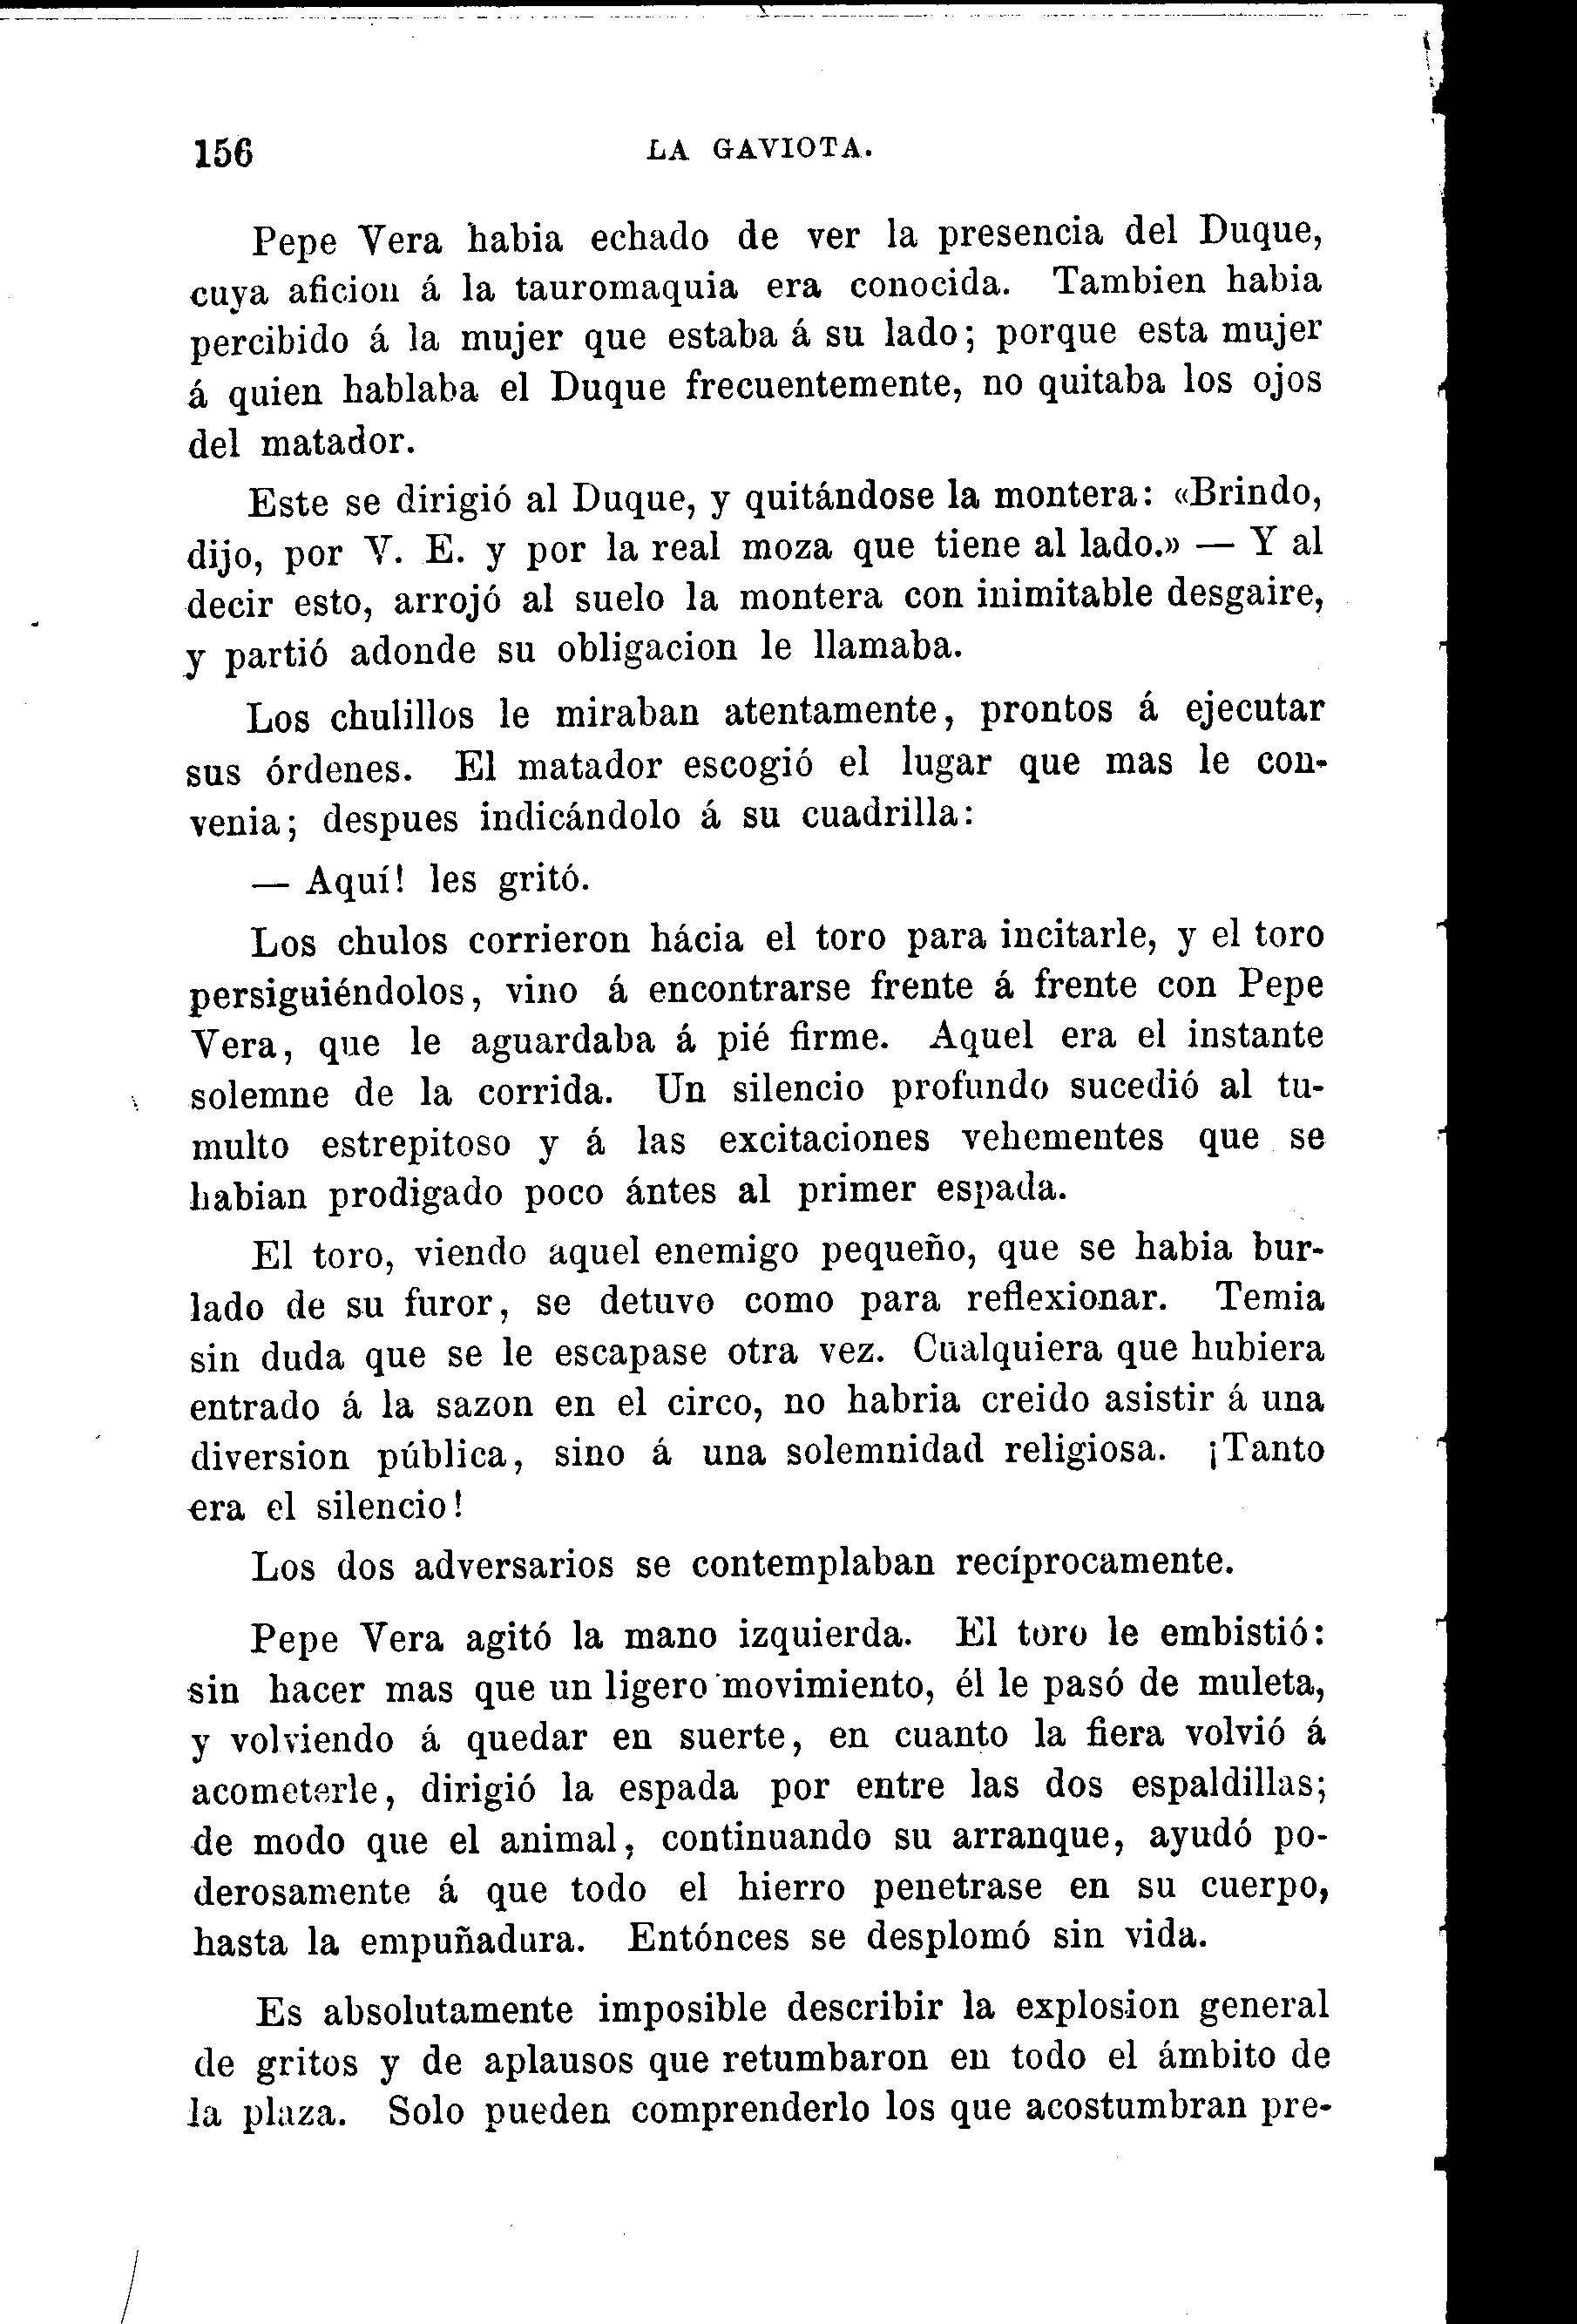 156 LA GAVIOTA.
Pepe Vera habia echado de ver la presencia del Duque,
cuya aficion á la tauromaquia era conocida. Tambien habia
percibido á la mujer que estaba á su lado; porque esta mujer
á quien hablaba el Duque frecuentemente, no quitaba los ojos
del matador.
Este se dirigió al Duque, y quitándose la montera: «Brindo,
dijo, por V. E. y por la real moza que tiene al lado.» — Y al
decir esto, arrojó al suelo la montera con inimitable desgaire,
y partió adonde su obligacion le llamaba.
Los chulillos le miraban atentamente, prontos á ejecutar
sus órdenes. El matador escogió el lugar que mas le con-
venia; despues indicándolo á su cuadrilla:
— Aquí! les gritó.
Los chulos corrieron hácia el toro para incitarle, y el toro
persiguiéndolos, vino á encontrarse frente á frente con Pepe
Vera, que le aguardaba á pié firme. Aquel era el instante
solemne de la corrida. Un silencio profundo sucedió al tu-
multo estrepitoso y á las excitaciones vehementes que se
habian prodigado poco ántes al primer espada.
El toro, viendo aquel enemigo pequeño, que se habia bur-
lado de su furor, se detuvo como para reflexionar. Temia
sin duda que se le escapase otra vez. Cualquiera que hubiera
entrado á la sazon en el circo, no habria creido asistir á una
diversion pública, sino á una solemnidad religiosa. ¡Tanto
era el silencio!
Los dos adversarios se contemplaban recíprocamente.
Pepe Vera agitó la mano izquierda. El toro le embistió:
sin hacer mas que un ligero movimiento, él le pasó de muleta,
y volviendo á quedar en suerte, en cuanto la fiera volvió á
acometerle, dirigió la espada por entre las dos espaldillas;
de modo que el animal, continuando su arranque, ayudó po-
derosamente á que todo el hierro penetrase en su cuerpo,
hasta la empuñadura. Entónces se desplomó sin vida.
Es absolutamente imposible describir la explosion general
de gritos y de aplausos que retumbaron en todo el ámbito de
la plaza. Solo pueden comprenderlo los que acostumbran pre-